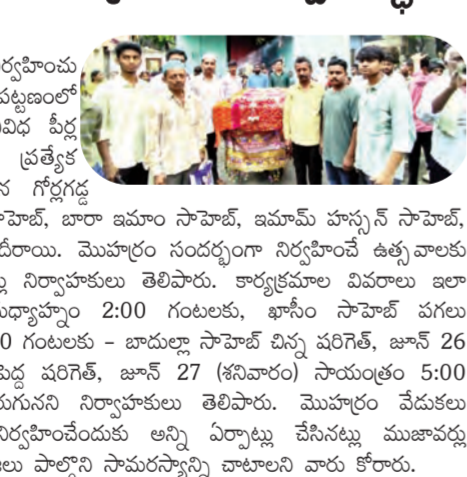 ర్వహించు
పట్టణంలో
విధ పీర్ల
ప్రత్యేక
న గోర్లగడ్డ
హెబ్, బారా ఇమాం సాహెబ్, ఇమామ్ హస్సన్ సాహెబ్,
దీరాయి. మొహర్రం సందర్భంగా నిర్వహించే ఉత్సవాలకు
్లు నిర్వాహకులు తెలిపారు. కార్యక్రమాల వివరాలు ఇలా
మధ్యాహ్నం 2:00 గంటలకు, ఖాసీం సాహెబ్ పగలు
0 గంటలకు – బాదుల్లా సాహెబ్ చిన్న షరిగెత్, జూన్ 26
పెద్ద షరిగెత్, జూన్ 27 (శనివారం) సాయంత్రం 5:00
రుగునని నిర్వాహకులు తెలిపారు. మొహర్రం వేడుకలు
నిర్వహించేందుకు అన్ని ఏర్పాట్లు చేసినట్లు ముజావర్లు
లు పాల్గొని సామరస్యాన్ని చాటాలని వారు కోరారు.